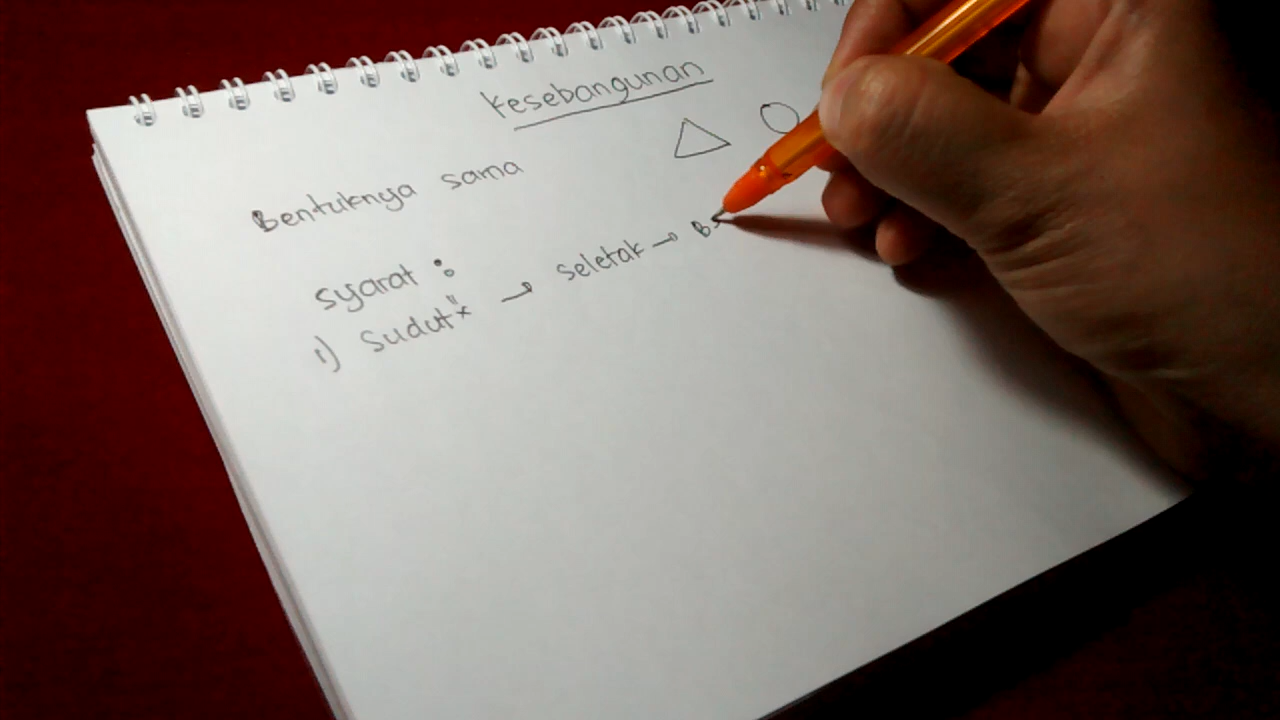 Kesebangunan
Bentuknya sama
syarat :
1) Sudut"x → seletak →